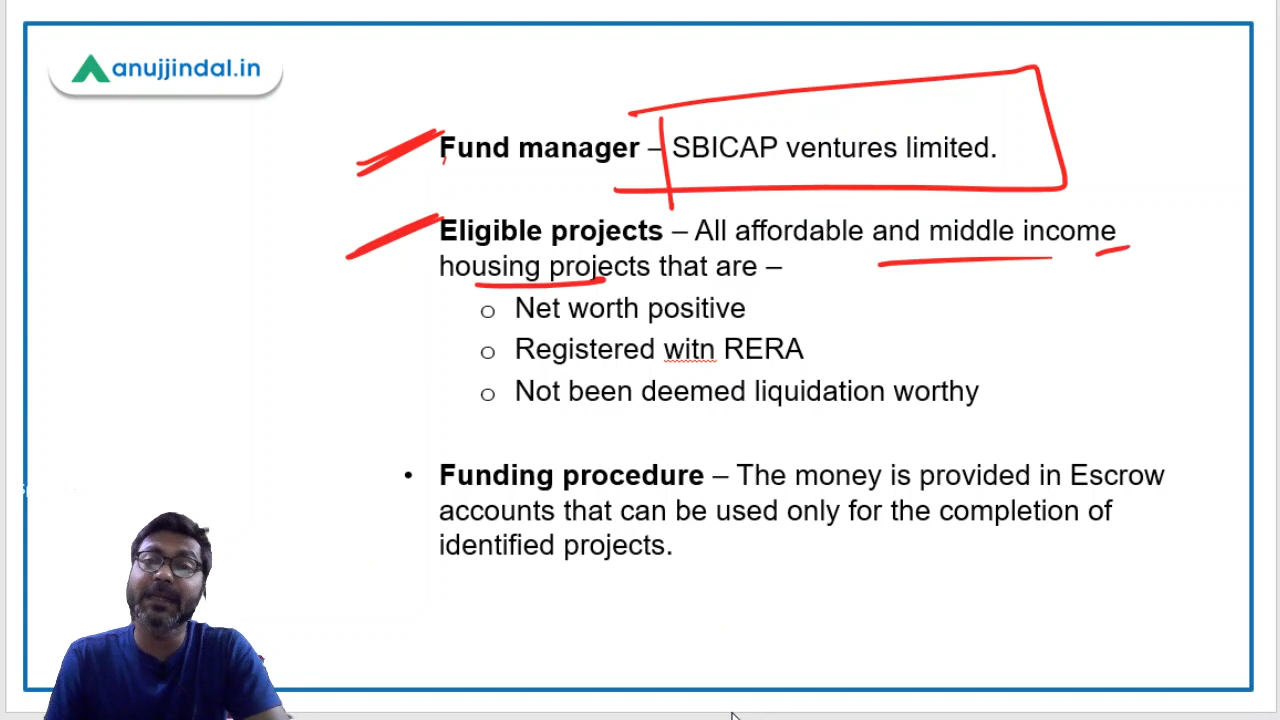 anujjindal.in
Fund manager – SBICAP ventures limited.
Eligible projects – All affordable and middle income
housing projects that are –
o Net worth positive
o Registered witn RERA
o Not been deemed liquidation worthy
• Funding procedure – The money is provided in Escrow
accounts that can be used only for the completion of
identified projects.